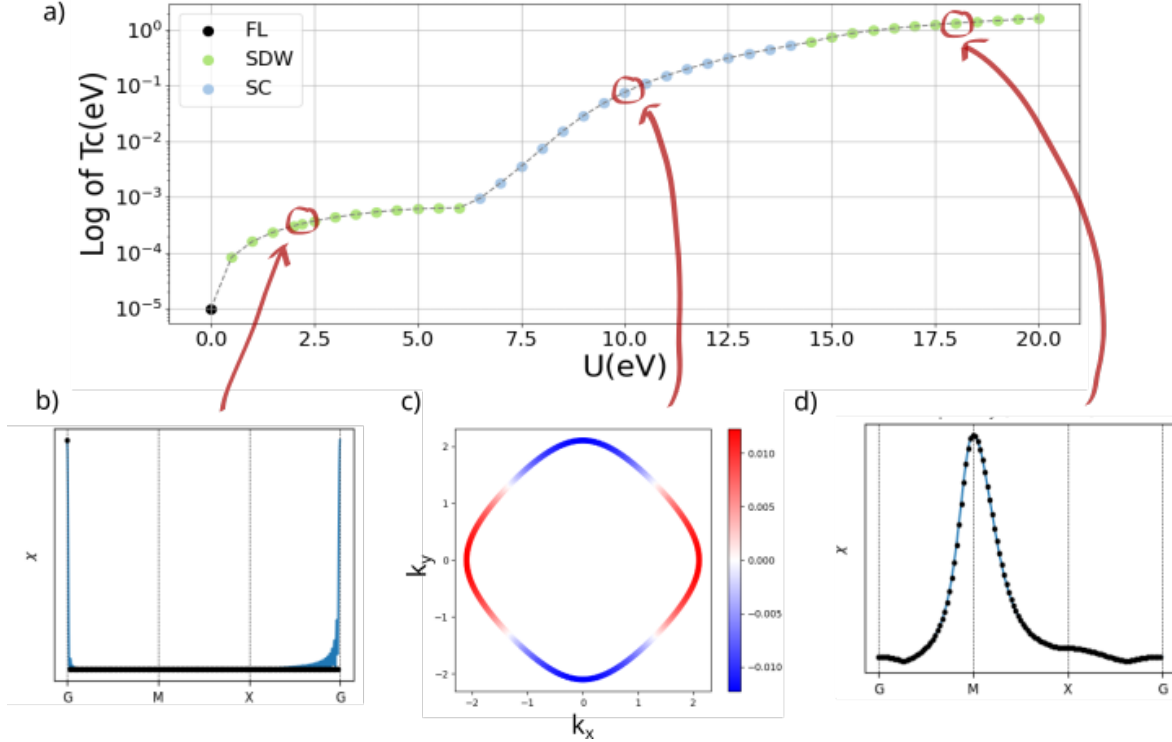 a)
FL
SDW
SC
10⁰
10⁻¹
10⁻²
10⁻³
10⁻⁴
10⁻⁵
Log of Tc(eV)
0.0 2.5 5.0 7.5 10.0 12.5 15.0 17.5 20.0
U(eV)
b)
χ
G M X G
c)
2
1
0
−1
−2
k_y
−2 −1 0 1 2
k_x
0.010
0.005
0.000
−0.005
−0.010
d)
χ
G M X G